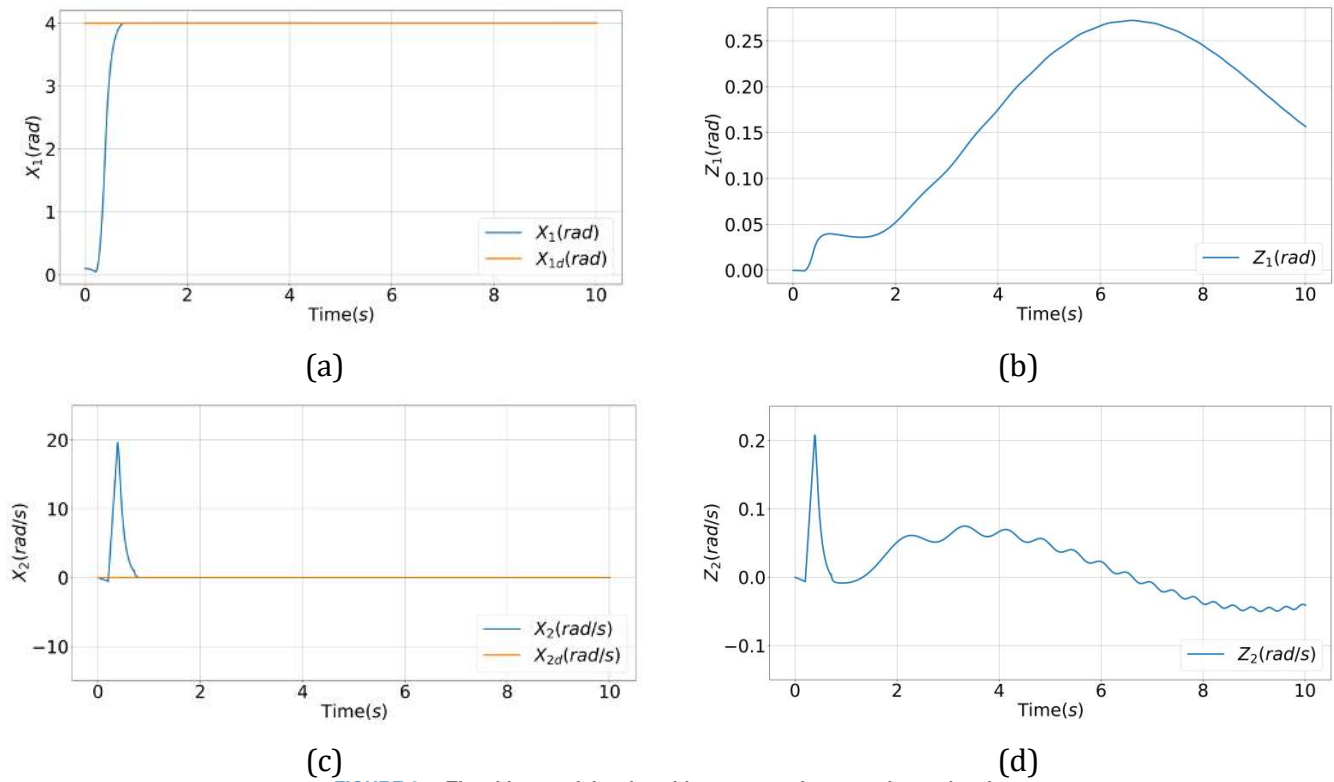 4
3
2
1
0
X₁(rad)
X₁(rad)
X₁d(rad)
0 2 4 6 8 10
Time(s)
(a)
0.25
0.20
0.15
0.10
0.05
0.00
Z₁(rad)
Z₁(rad)
0 2 4 6 8 10
Time(s)
(b)
20
10
0
−10
X₂(rad/s)
X₂(rad/s)
X₂d(rad/s)
0 2 4 6 8 10
Time(s)
(c)
0.2
0.1
0.0
−0.1
Z₂(rad/s)
Z₂(rad/s)
0 2 4 6 8 10
Time(s)
(d)